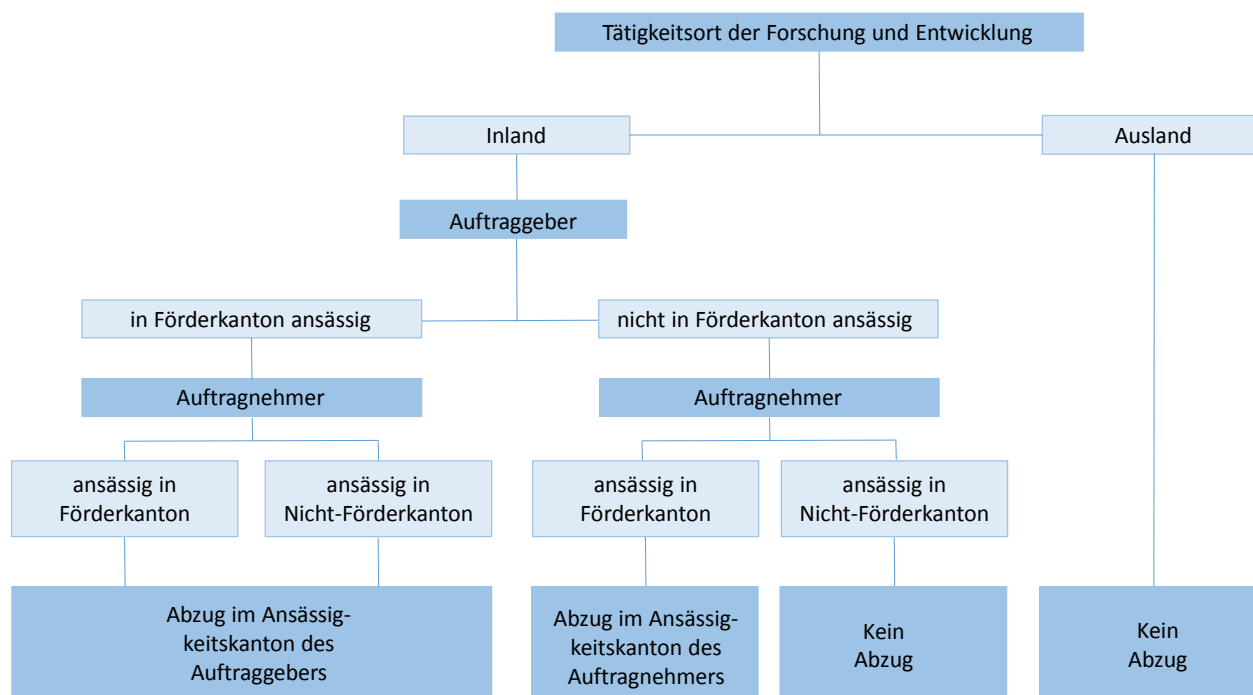 Tätigkeitsort der Forschung und Entwicklung
Inland
Ausland
Auftraggeber
in Förderkanton ansässig
nicht in Förderkanton ansässig
Auftragnehmer
Auftragnehmer
ansässig in
Förderkanton
ansässig in
Nicht-Förderkanton
ansässig in
Förderkanton
ansässig in
Nicht-Förderkanton
Abzug im Ansässig-
keitskanton des
Auftraggebers
Abzug im Ansässig-
keitskanton des
Auftragnehmers
Kein
Abzug
Kein
Abzug